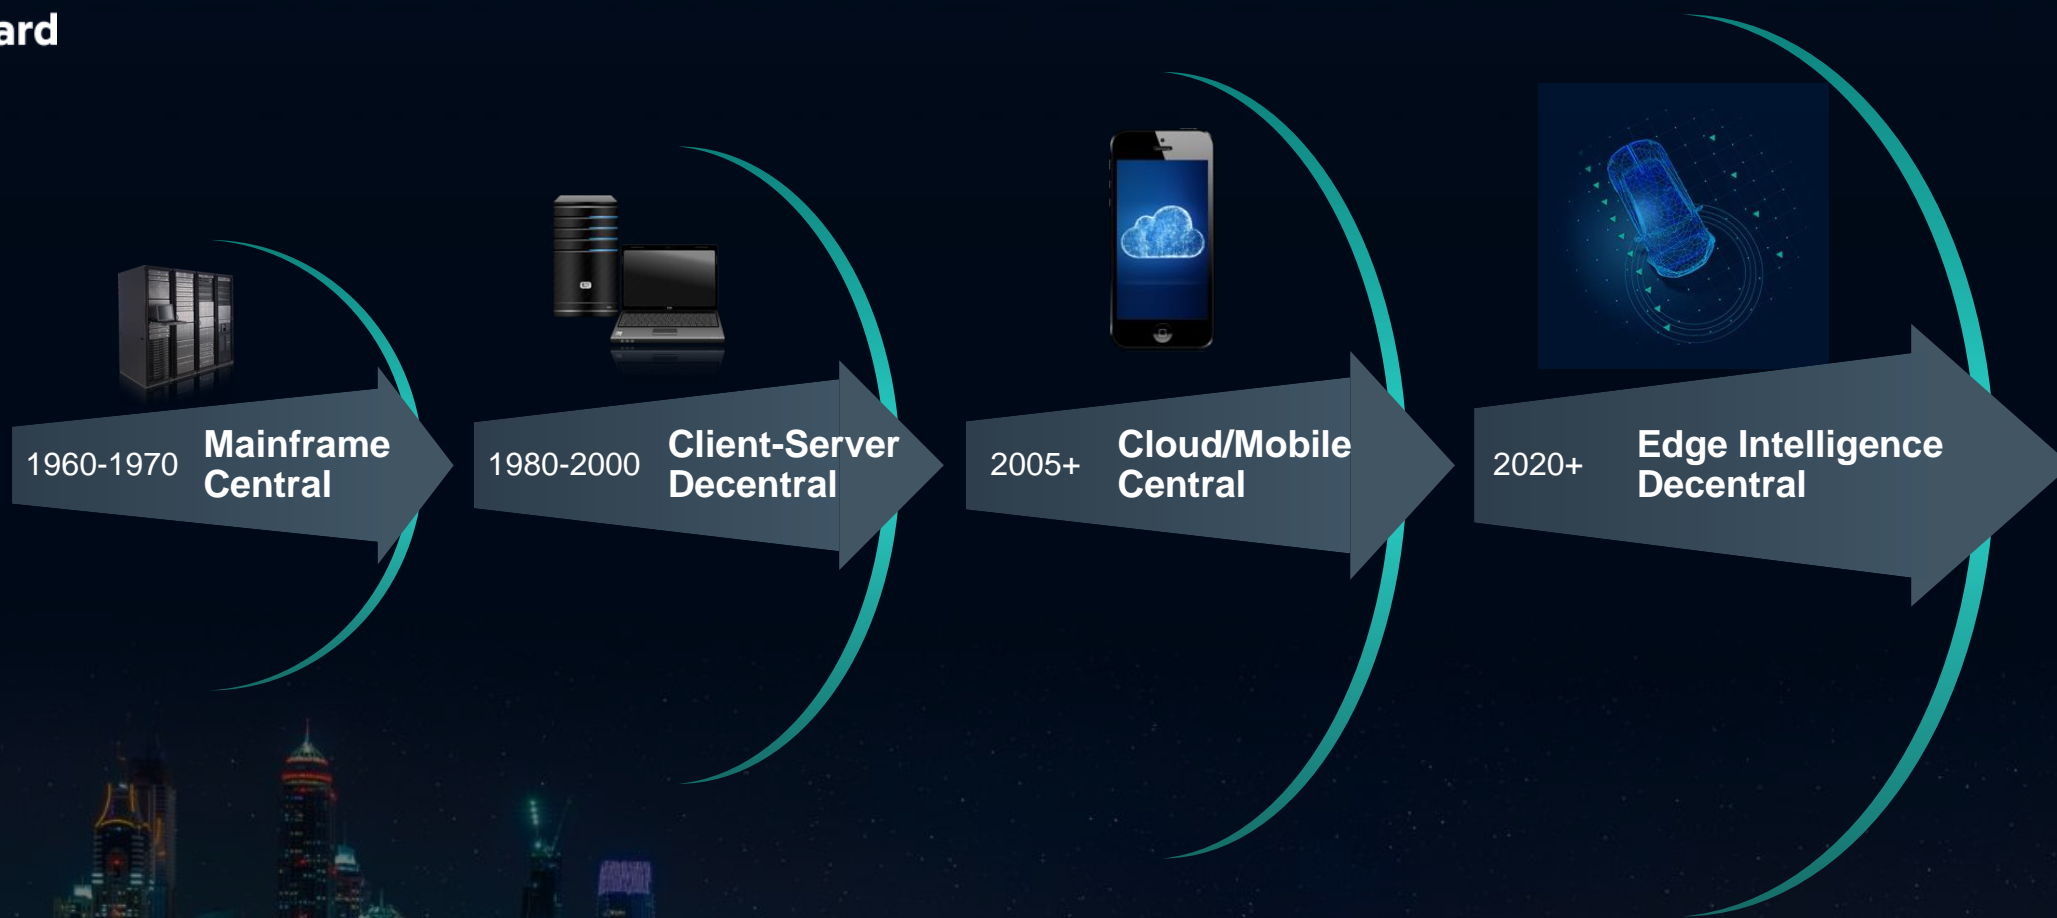 ard
1960-1970
Mainframe
Central
1980-2000
Client-Server
Decentral
2005+
Cloud/Mobile
Central
2020+
Edge Intelligence
Decentral